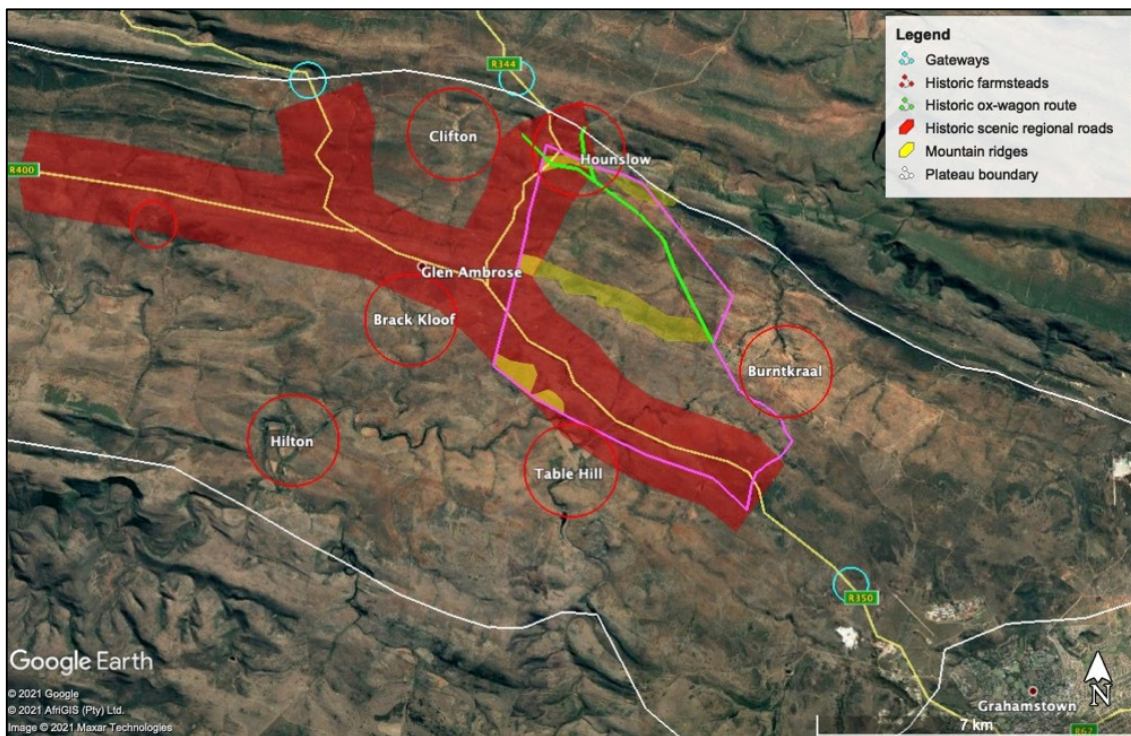 Legend
Gateways
Historic farmsteads
Historic ox-wagon route
Historic scenic regional roads
Mountain ridges
Plateau boundary
R344
Clifton
Hounslow
R400
Glen Ambrose
Brack Kloof
Burntkraal
Hilton
Table Hill
R350
Google Earth
© 2021 Google
© 2021 AfriGIS (Pty) Ltd.
Image © 2021 Maxar Technologies
N
Grahamstown
7 km
R67